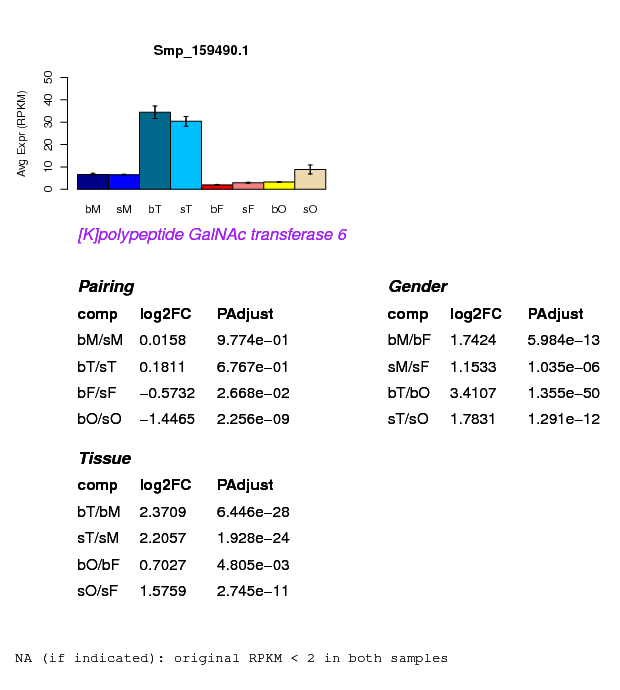 Smp_159490.1
Avg Expr (RPKM)
50
40
30
20
10
0
bM sM bT sT bF sF bO sO
[K]polypeptide GalNAc transferase 6
Pairing
comp log2FC PAdjust
bM/sM 0.0158 9.774e−01
bT/sT 0.1811 6.767e−01
bF/sF −0.5732 2.668e−02
bO/sO −1.4465 2.256e−09
Gender
comp log2FC PAdjust
bM/bF 1.7424 5.984e−13
sM/sF 1.1533 1.035e−06
bT/bO 3.4107 1.355e−50
sT/sO 1.7831 1.291e−12
Tissue
comp log2FC PAdjust
bT/bM 2.3709 6.446e−28
sT/sM 2.2057 1.928e−24
bO/bF 0.7027 4.805e−03
sO/sF 1.5759 2.745e−11
NA (if indicated): original RPKM < 2 in both samples